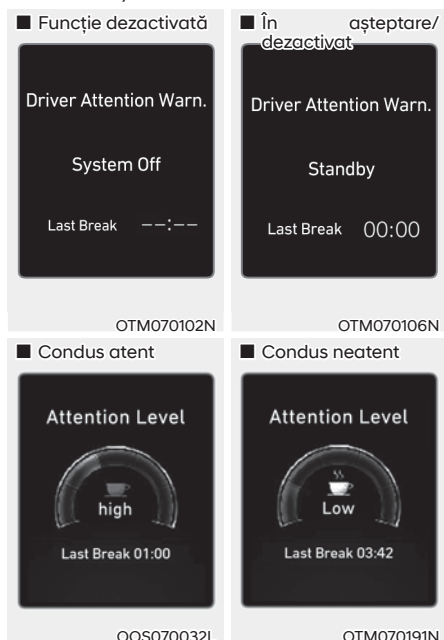 ■ Funcție dezactivată
Driver Attention Warn.
System Off
Last Break --:--
OTM070102N
■ În așteptare/
dezactivat
Driver Attention Warn.
Standby
Last Break 00:00
OTM070106N
■ Condus atent
Attention Level
high
Last Break 01:00
OOS070032L
■ Condus neatent
Attention Level
Low
Last Break 03:42
OTM070191N